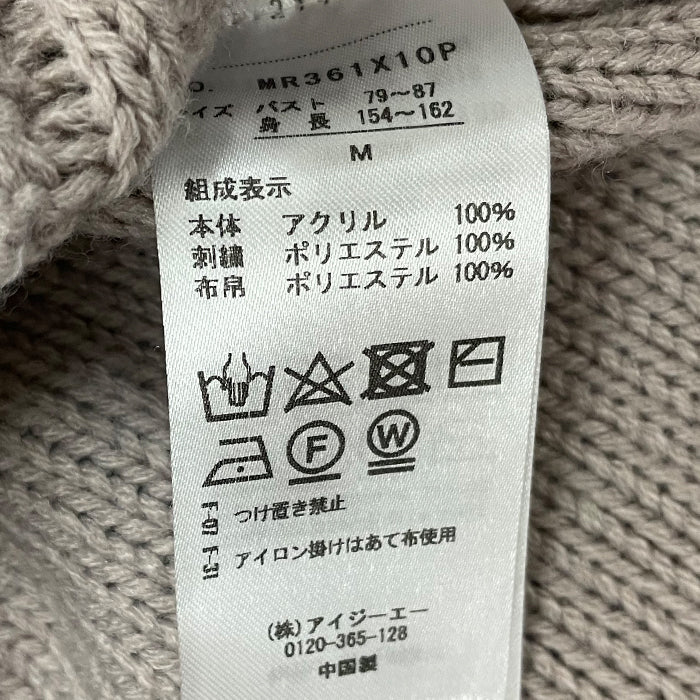 MR361X10P
イズ バスト 79〜87
身長 154〜162
M
組成表示
本体 アクリル 100%
刺繍 ポリエステル 100%
布帛 ポリエステル 100%
F
W
つけ置き禁止
アイロン掛けはあて布使用
(株)アイジーエー
0120-365-128
中国製